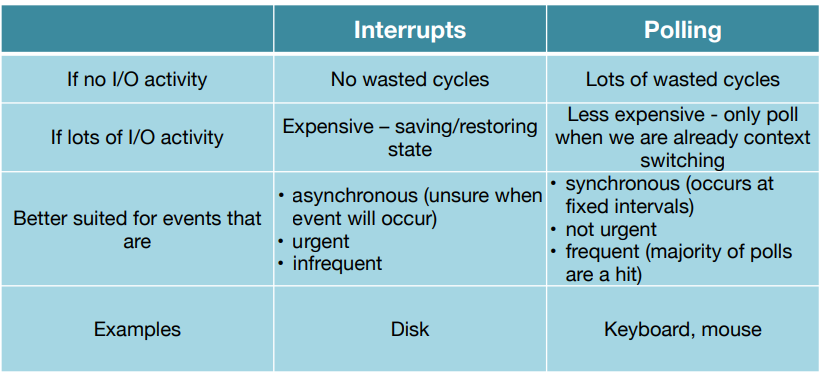 Interrupts
Polling
If no I/O activity
No wasted cycles
Lots of wasted cycles
If lots of I/O activity
Expensive – saving/restoring
state
Less expensive - only poll
when we are already context
switching
Better suited for events that
are
• asynchronous (unsure when
event will occur)
• urgent
• infrequent
• synchronous (occurs at
fixed intervals)
• not urgent
• frequent (majority of polls
are a hit)
Examples
Disk
Keyboard, mouse